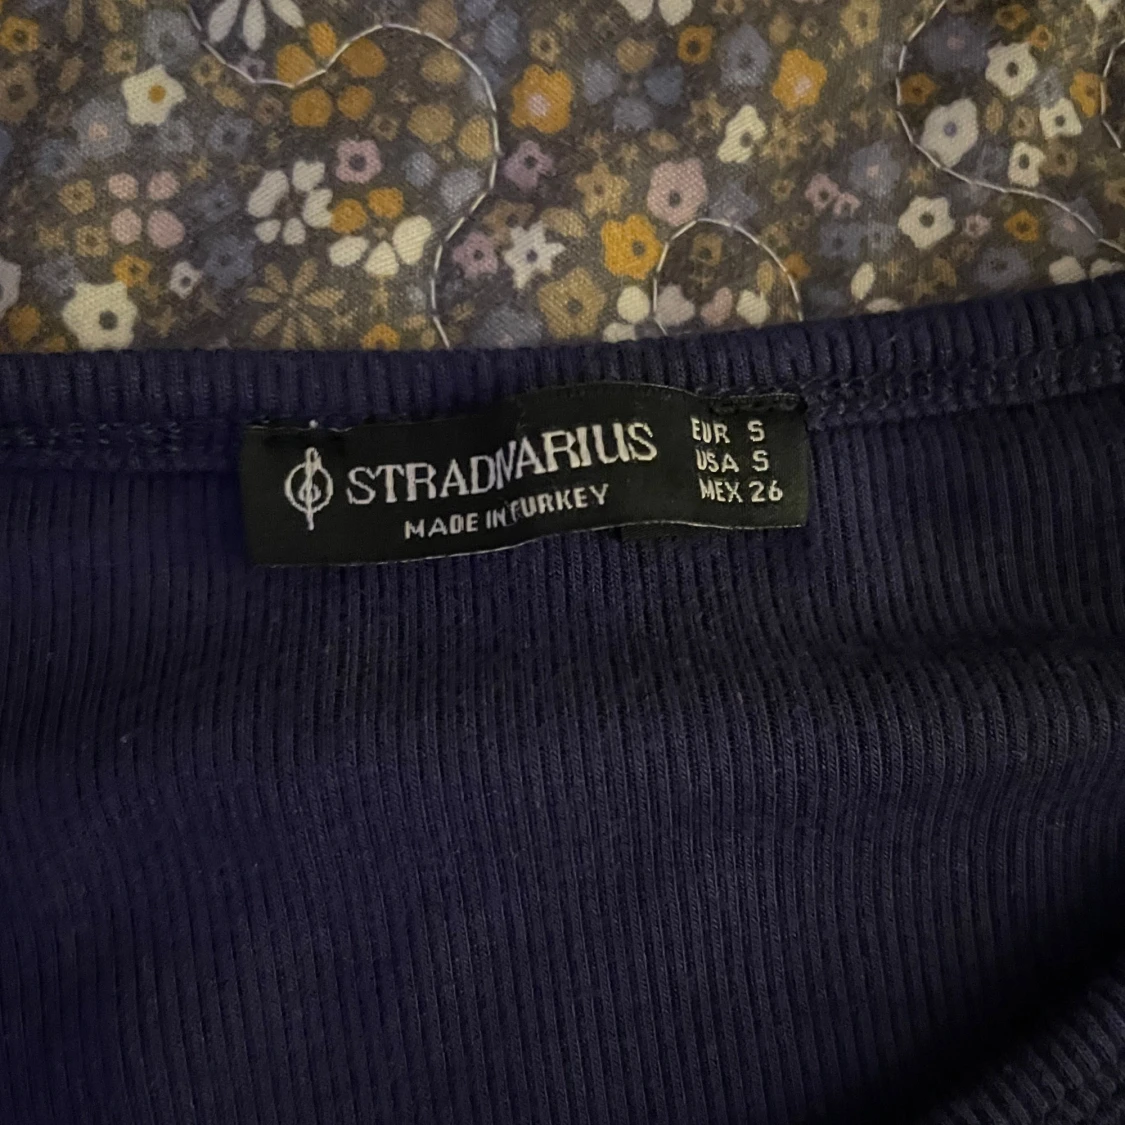 STRADIVARIUS
MADE IN TURKEY
EUR S
USA S
MEX 26